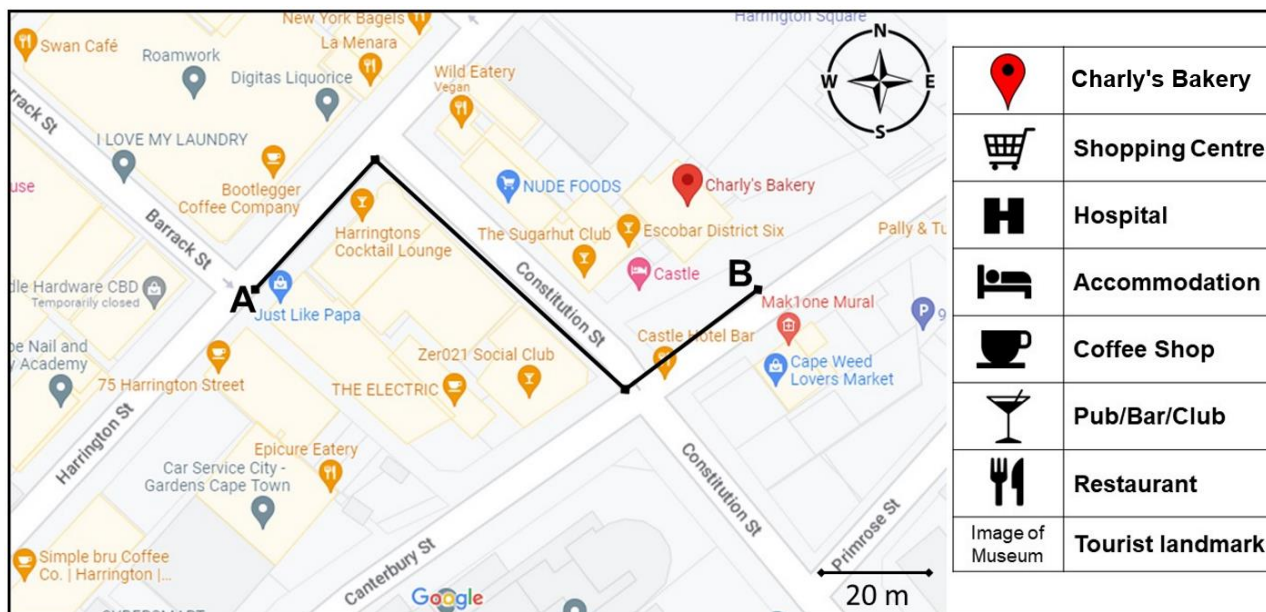 New York Bagels
Harrington Square
Swan Café
La Menara
Roamwork
Digitas Liquorice
Wild Eatery
Vegan
N
W
E
S
rrack St
I LOVE MY LAUNDRY
use
Bootlegger
Coffee Company
NUDE FOODS
Charly's Bakery
Barrack St
Harringtons
Cocktail Lounge
The Sugarhut Club
Escobar District Six
Pally & Tu
dle Hardware CBD
Temporarily closed
A
Castle
B
Constitution St
Just Like Papa
Mak1one Mural
P
9
pe Nail and
y Academy
75 Harrington Street
Zer021 Social Club
Castle Hotel Bar
Cape Weed
Lovers Market
THE ELECTRIC
Harrington St
Epicure Eatery
Car Service City -
Gardens Cape Town
Constitution St
Primrose St
Simple bru Coffee
Co. | Harrington |...
Canterbury St
Google
20 m
Charly's Bakery
Shopping Centre
H
Hospital
Accommodation
Coffee Shop
Pub/Bar/Club
Restaurant
Image of
Museum
Tourist landmark